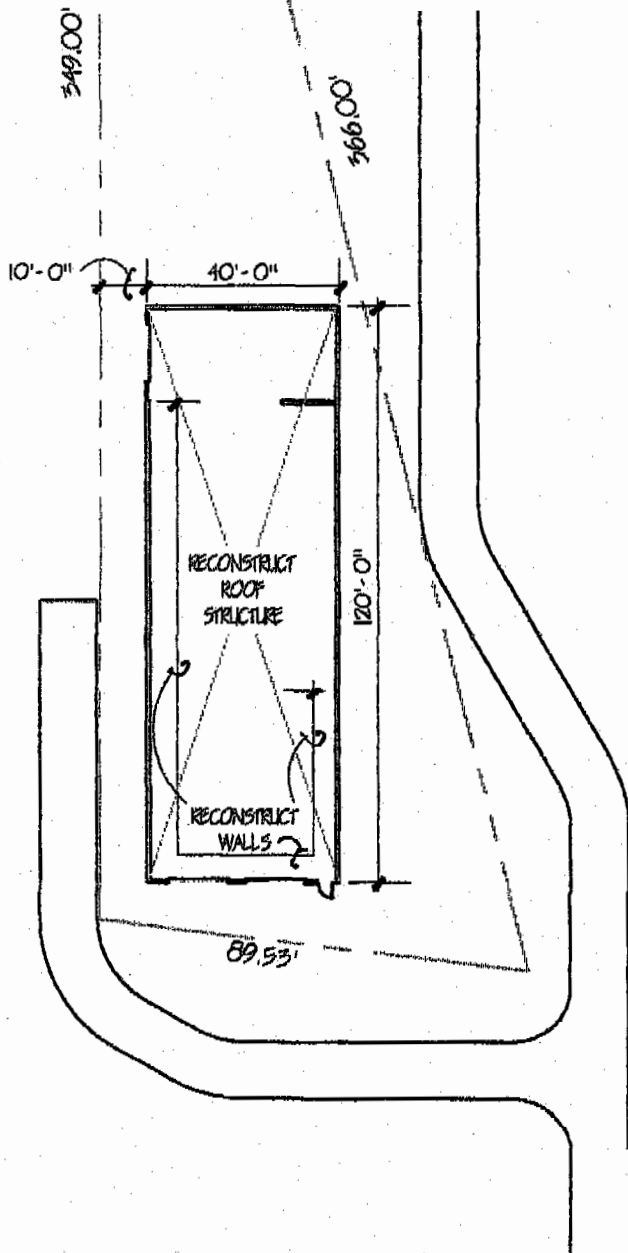 349.00'
366.00'
10'-0"
40'-0"
RECONSTRUCT
ROOF
STRUCTURE
120'-0"
RECONSTRUCT
WALLS
89.53'